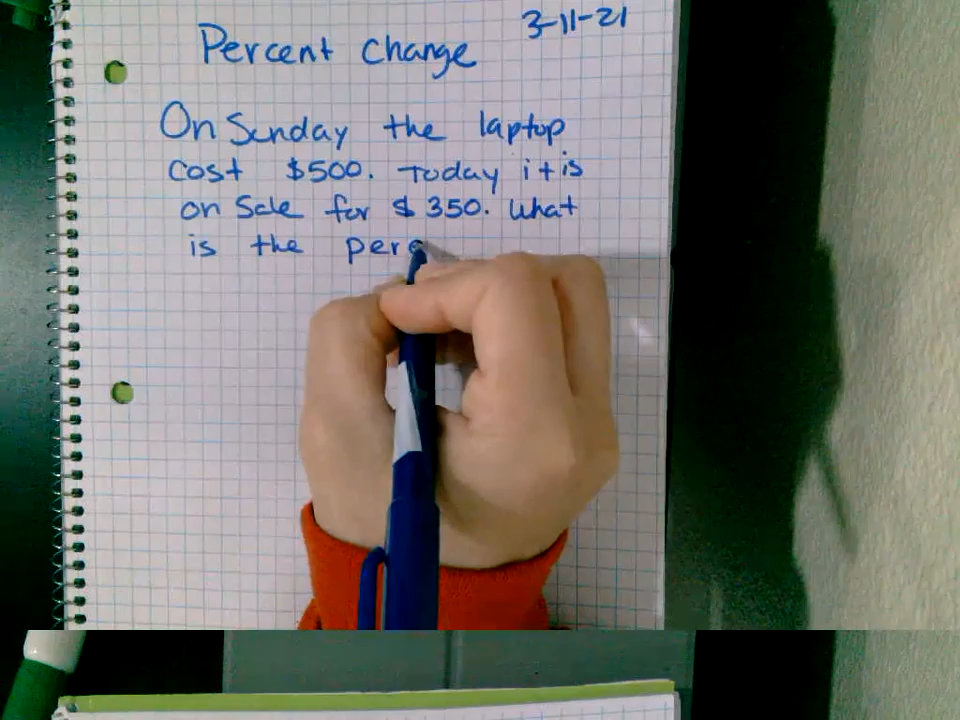 3-11-21
Percent Change
On Sunday the laptop
cost $500. Today it is
on Sale for $350. What
is the perc